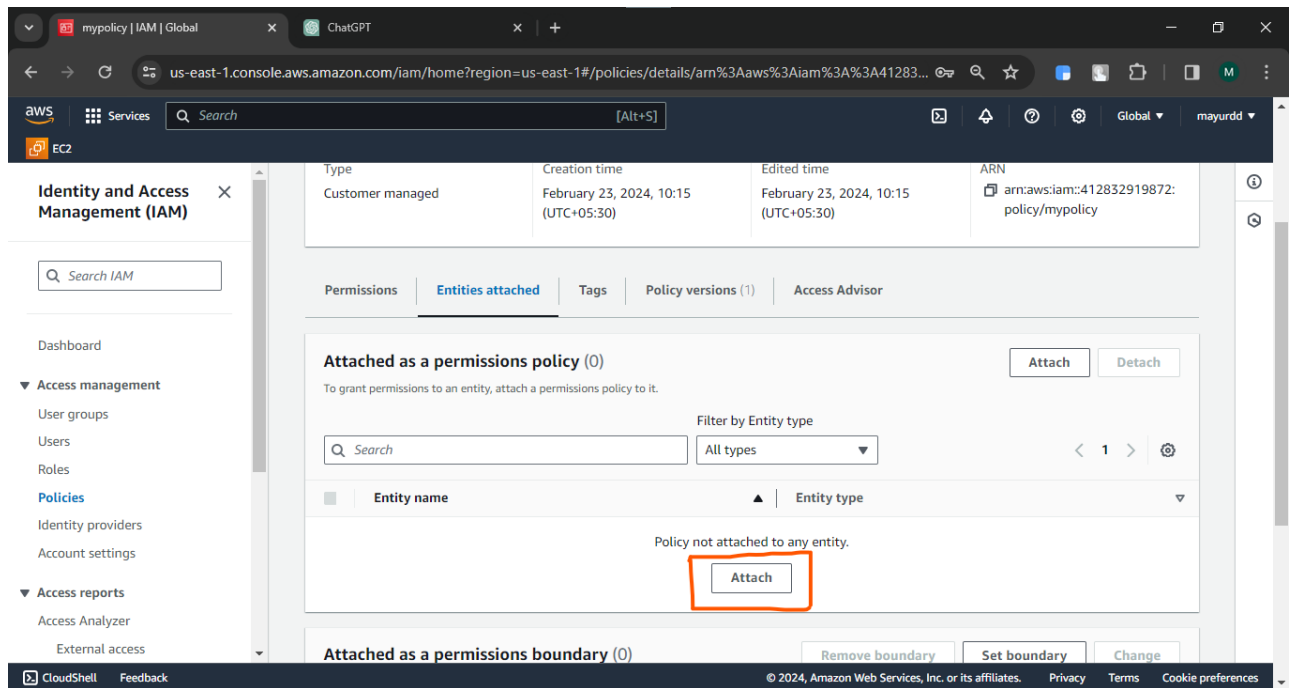 mypolicy | IAM | Global
ChatGPT
us-east-1.console.aws.amazon.com/iam/home?region=us-east-1#/policies/details/arn%3Aaws%3Aiam%3A%3A41283...
M
aws
Services
Search
[Alt+S]
Global
mayurdd
EC2
Identity and Access
Management (IAM)
Search IAM
Dashboard
Access management
User groups
Users
Roles
Policies
Identity providers
Account settings
Access reports
Access Analyzer
External access
Type
Customer managed
Creation time
February 23, 2024, 10:15
(UTC+05:30)
Edited time
February 23, 2024, 10:15
(UTC+05:30)
ARN
arn:aws:iam::412832919872:
policy/mypolicy
Permissions
Entities attached
Tags
Policy versions (1)
Access Advisor
Attached as a permissions policy (0)
Attach
Detach
To grant permissions to an entity, attach a permissions policy to it.
Filter by Entity type
Search
All types
1
Entity name
Entity type
Policy not attached to any entity.
Attach
Attached as a permissions boundary (0)
Remove boundary
Set boundary
Change
CloudShell
Feedback
© 2024, Amazon Web Services, Inc. or its affiliates.
Privacy
Terms
Cookie preferences